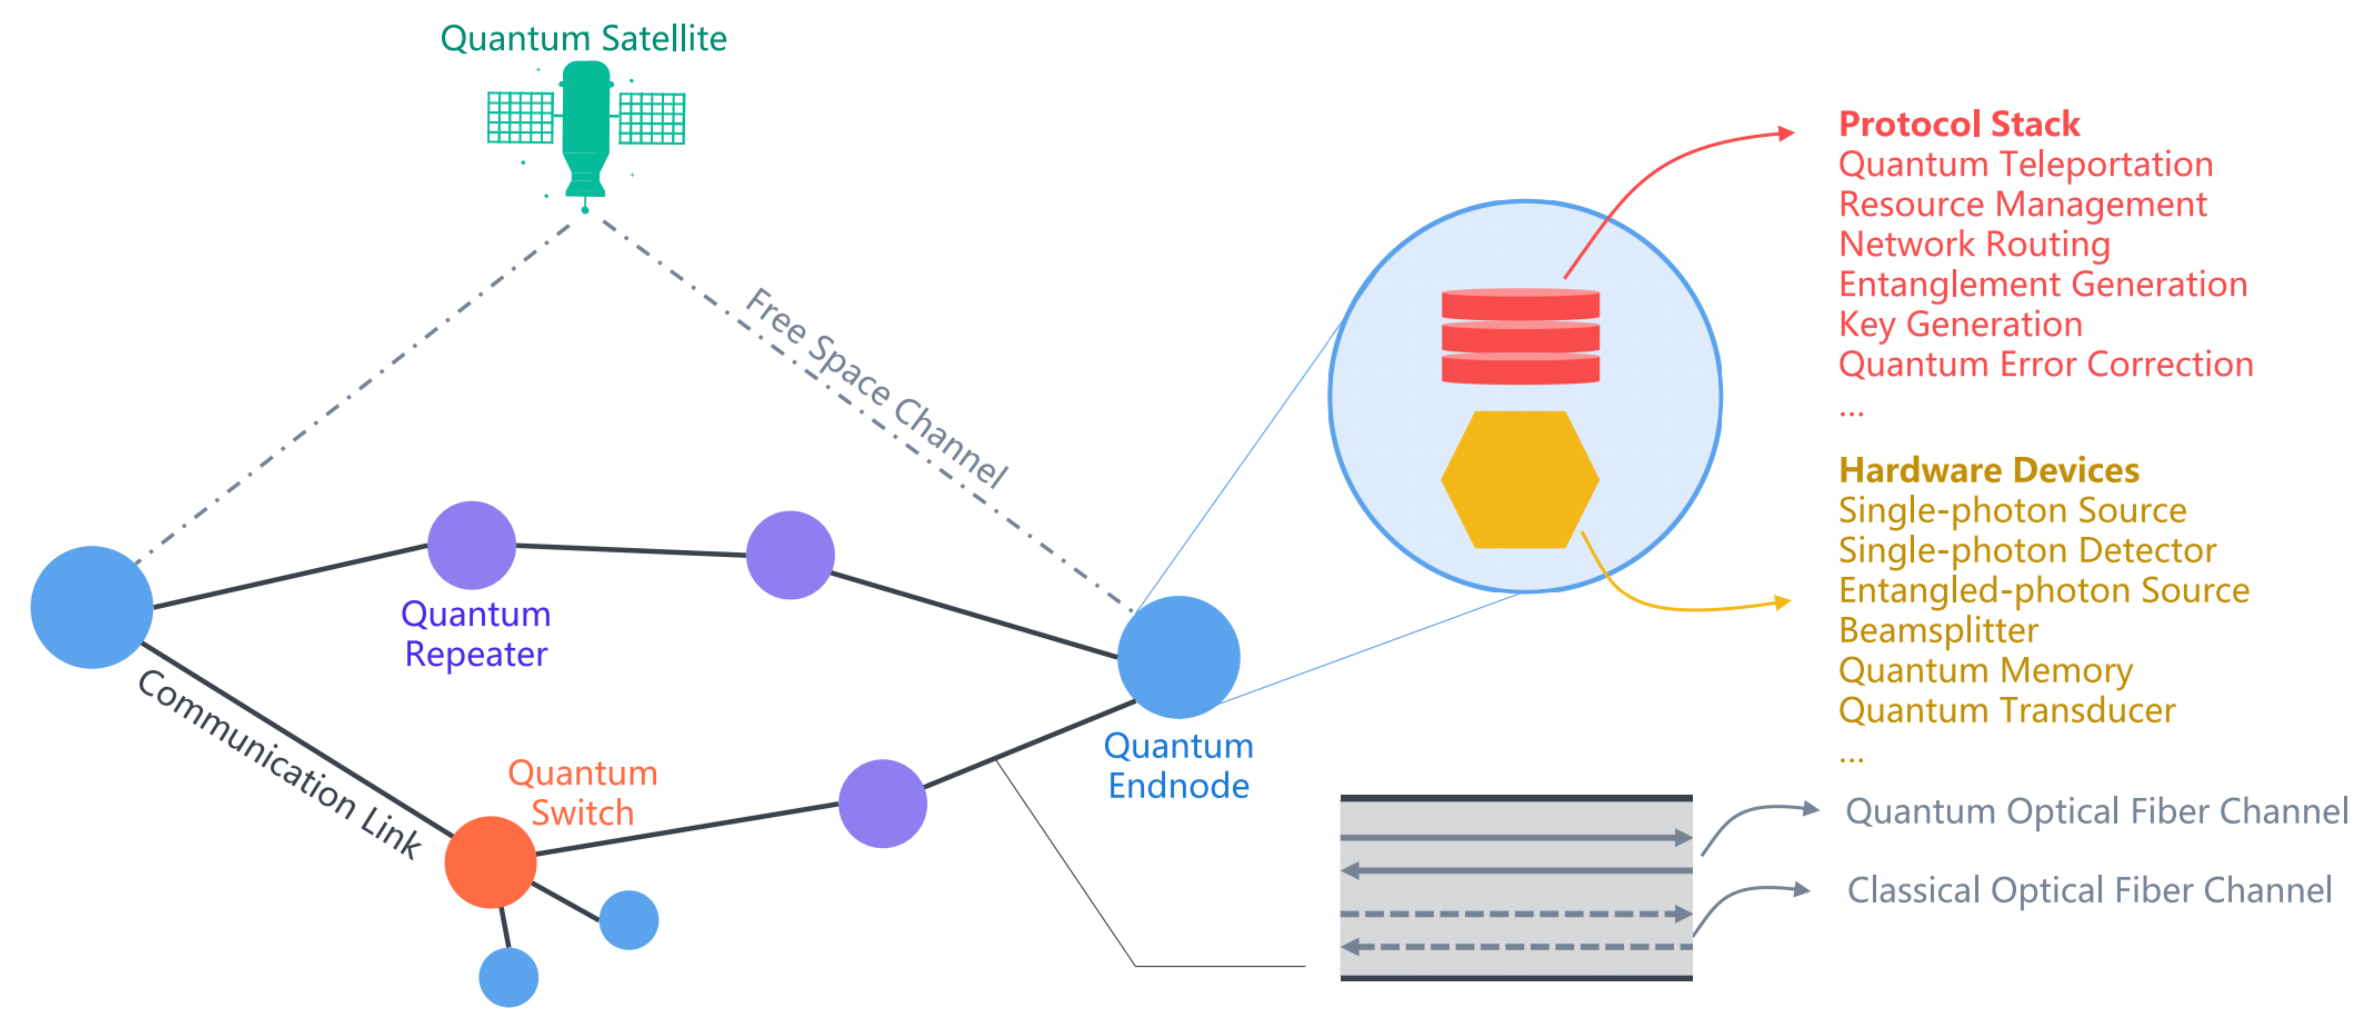 Quantum Satellite
Free Space Channel
Quantum
Repeater
Communication Link
Quantum
Switch
Quantum
Endnode
Protocol Stack
Quantum Teleportation
Resource Management
Network Routing
Entanglement Generation
Key Generation
Quantum Error Correction
...
Hardware Devices
Single-photon Source
Single-photon Detector
Entangled-photon Source
Beamsplitter
Quantum Memory
Quantum Transducer
...
Quantum Optical Fiber Channel
Classical Optical Fiber Channel